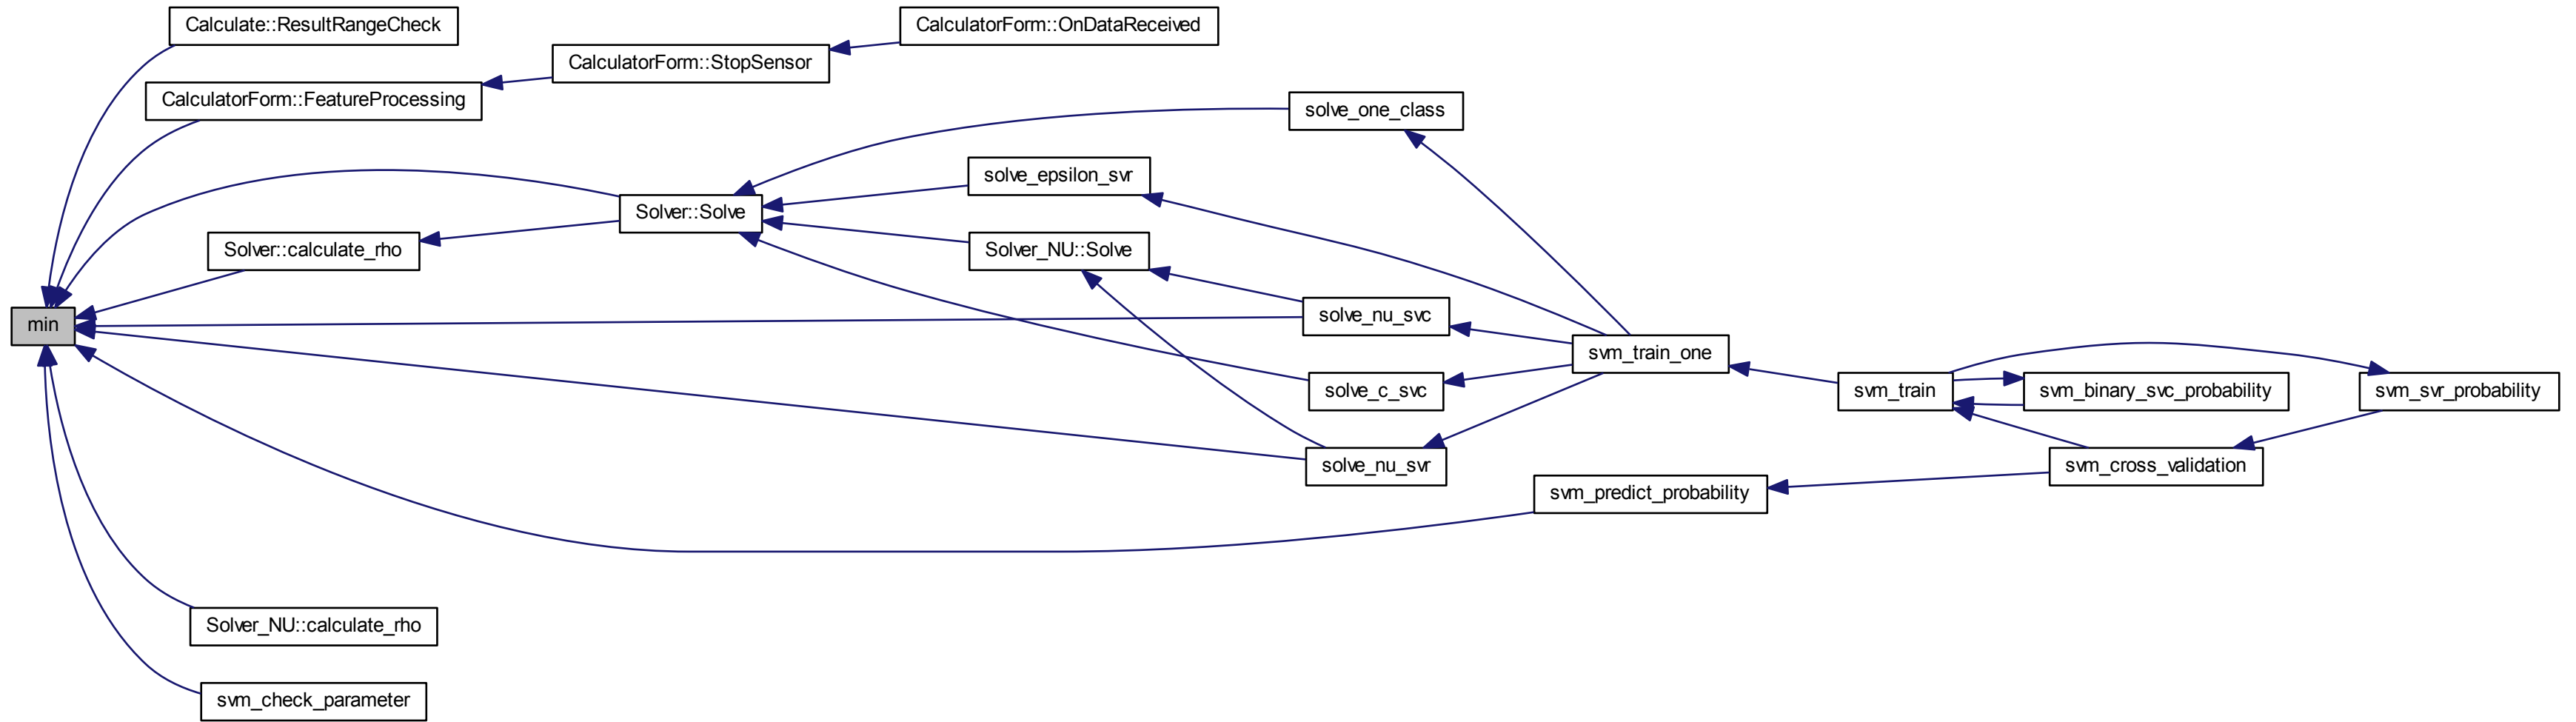 Calculate::ResultRangeCheck
CalculatorForm::OnDataReceived
CalculatorForm::StopSensor
CalculatorForm::FeatureProcessing
solve_one_class
solve_epsilon_svr
Solver::Solve
Solver::calculate_rho
Solver_NU::Solve
min
solve_nu_svc
svm_train_one
solve_c_svc
svm_train
svm_binary_svc_probability
svm_svr_probability
solve_nu_svr
svm_cross_validation
svm_predict_probability
Solver_NU::calculate_rho
svm_check_parameter